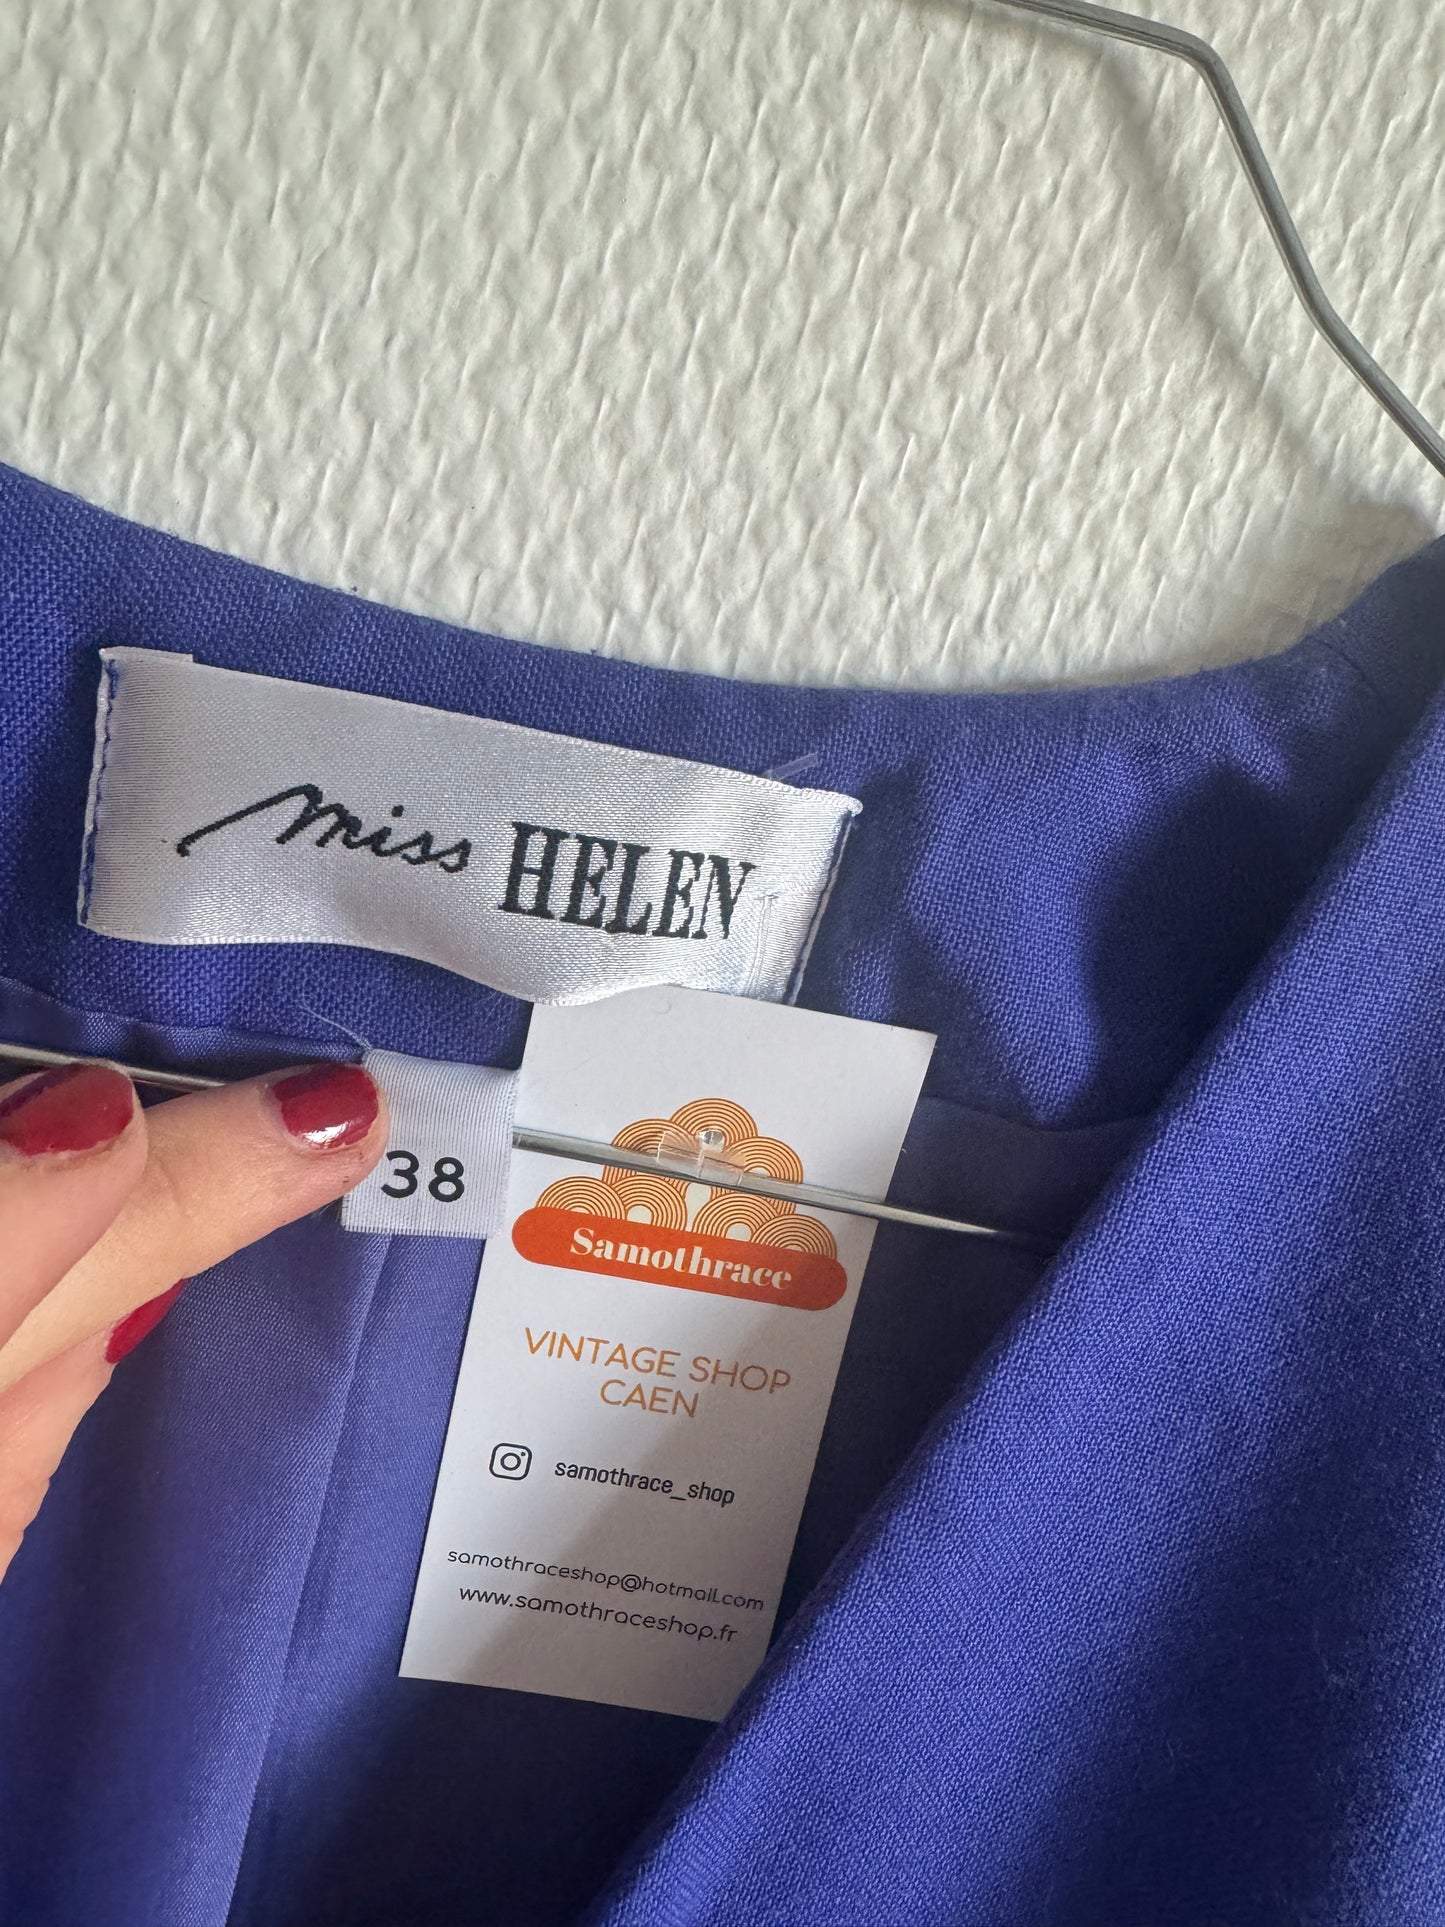 miss HELEN
38
Samothrace
VINTAGE SHOP
CAEN
samothrace_shop
samothraceshop@hotmail.com
www.samothraceshop.fr